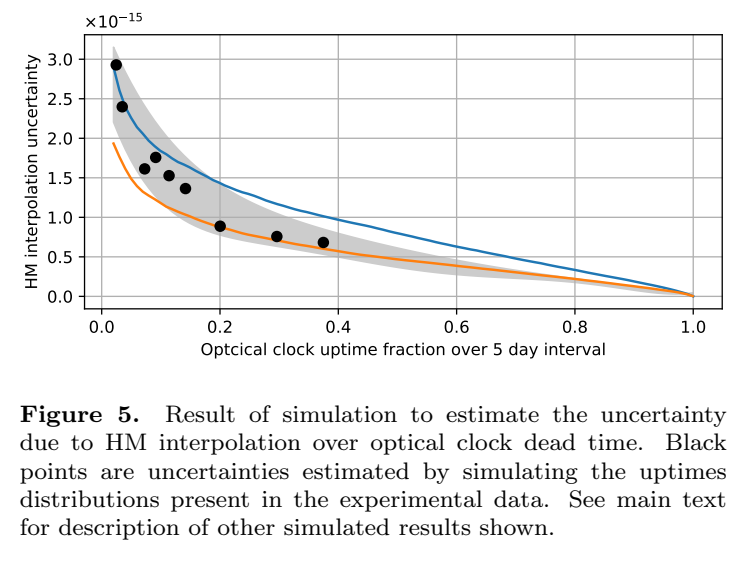 ×10⁻¹⁵
3.0
2.5
2.0
1.5
1.0
0.5
0.0
HM interpolation uncertainty
0.0 0.2 0.4 0.6 0.8 1.0
Optcical clock uptime fraction over 5 day interval
Figure 5. Result of simulation to estimate the uncertainty
due to HM interpolation over optical clock dead time. Black
points are uncertainties estimated by simulating the uptimes
distributions present in the experimental data. See main text
for description of other simulated results shown.